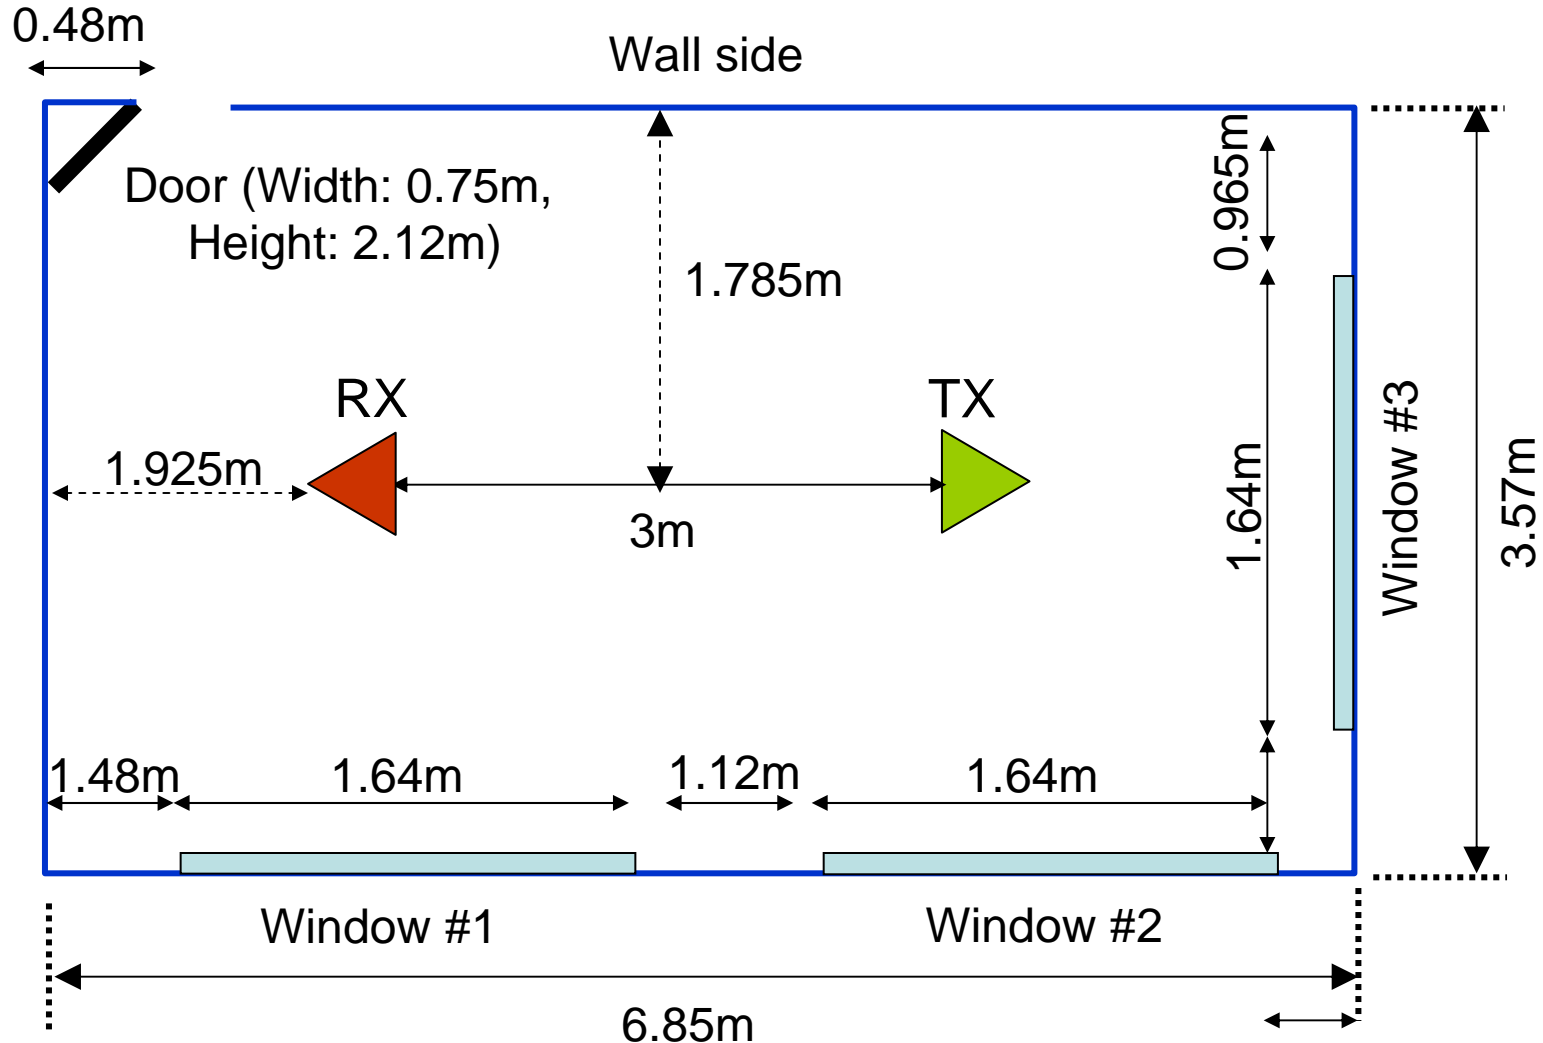 0.48m
Wall side
Door (Width: 0.75m,
Height: 2.12m)
0.965m
1.785m
RX
TX
1.925m
3m
1.64m
Window #3
3.57m
1.48m
1.64m
1.12m
1.64m
Window #1
Window #2
6.85m